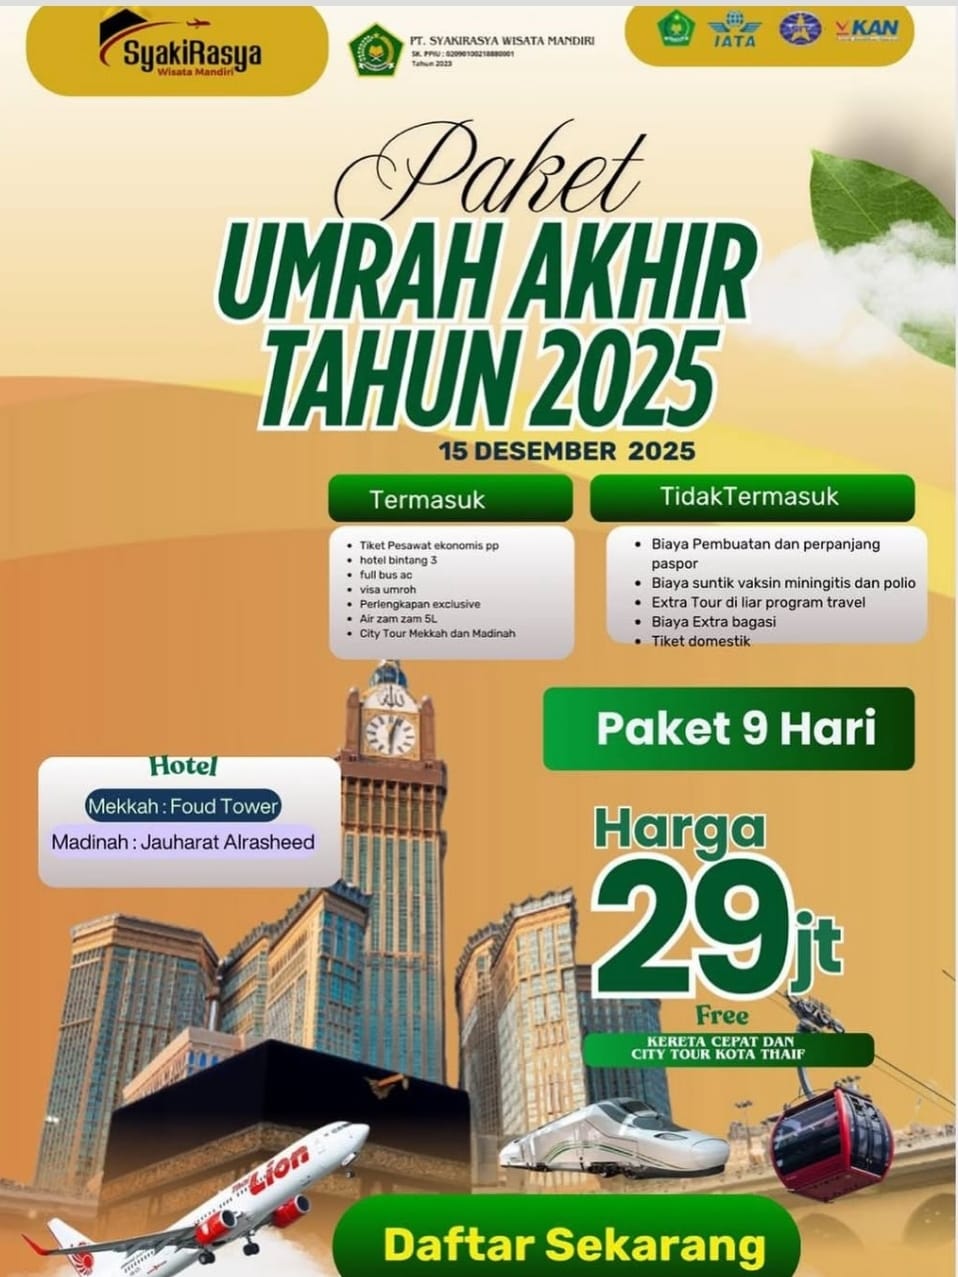 SyakiRasya
Wisata Mandiri
PT. SYAKIRASYA WISATA MANDIRI
SK. PPIU : 02090100218880001
Tahun 2023
IATA
KAN
Paket
UMRAH AKHIR
TAHUN 2025
15 DESEMBER 2025
Termasuk
Tiket Pesawat ekonomis pp
hotel bintang 3
full bus ac
visa umroh
Perlengkapan exclusive
Air zam zam 5L
City Tour Mekkah dan Madinah
TidakTermasuk
Biaya Pembuatan dan perpanjang
paspor
Biaya suntik vaksin miningitis dan polio
Extra Tour di liar program travel
Biaya Extra bagasi
Tiket domestik
Paket 9 Hari
Hotel
Mekkah : Foud Tower
Madinah : Jauharat Alrasheed
Harga
29jt
Free
KERETA CEPAT DAN
CITY TOUR KOTA THAIF
Lion
Daftar Sekarang